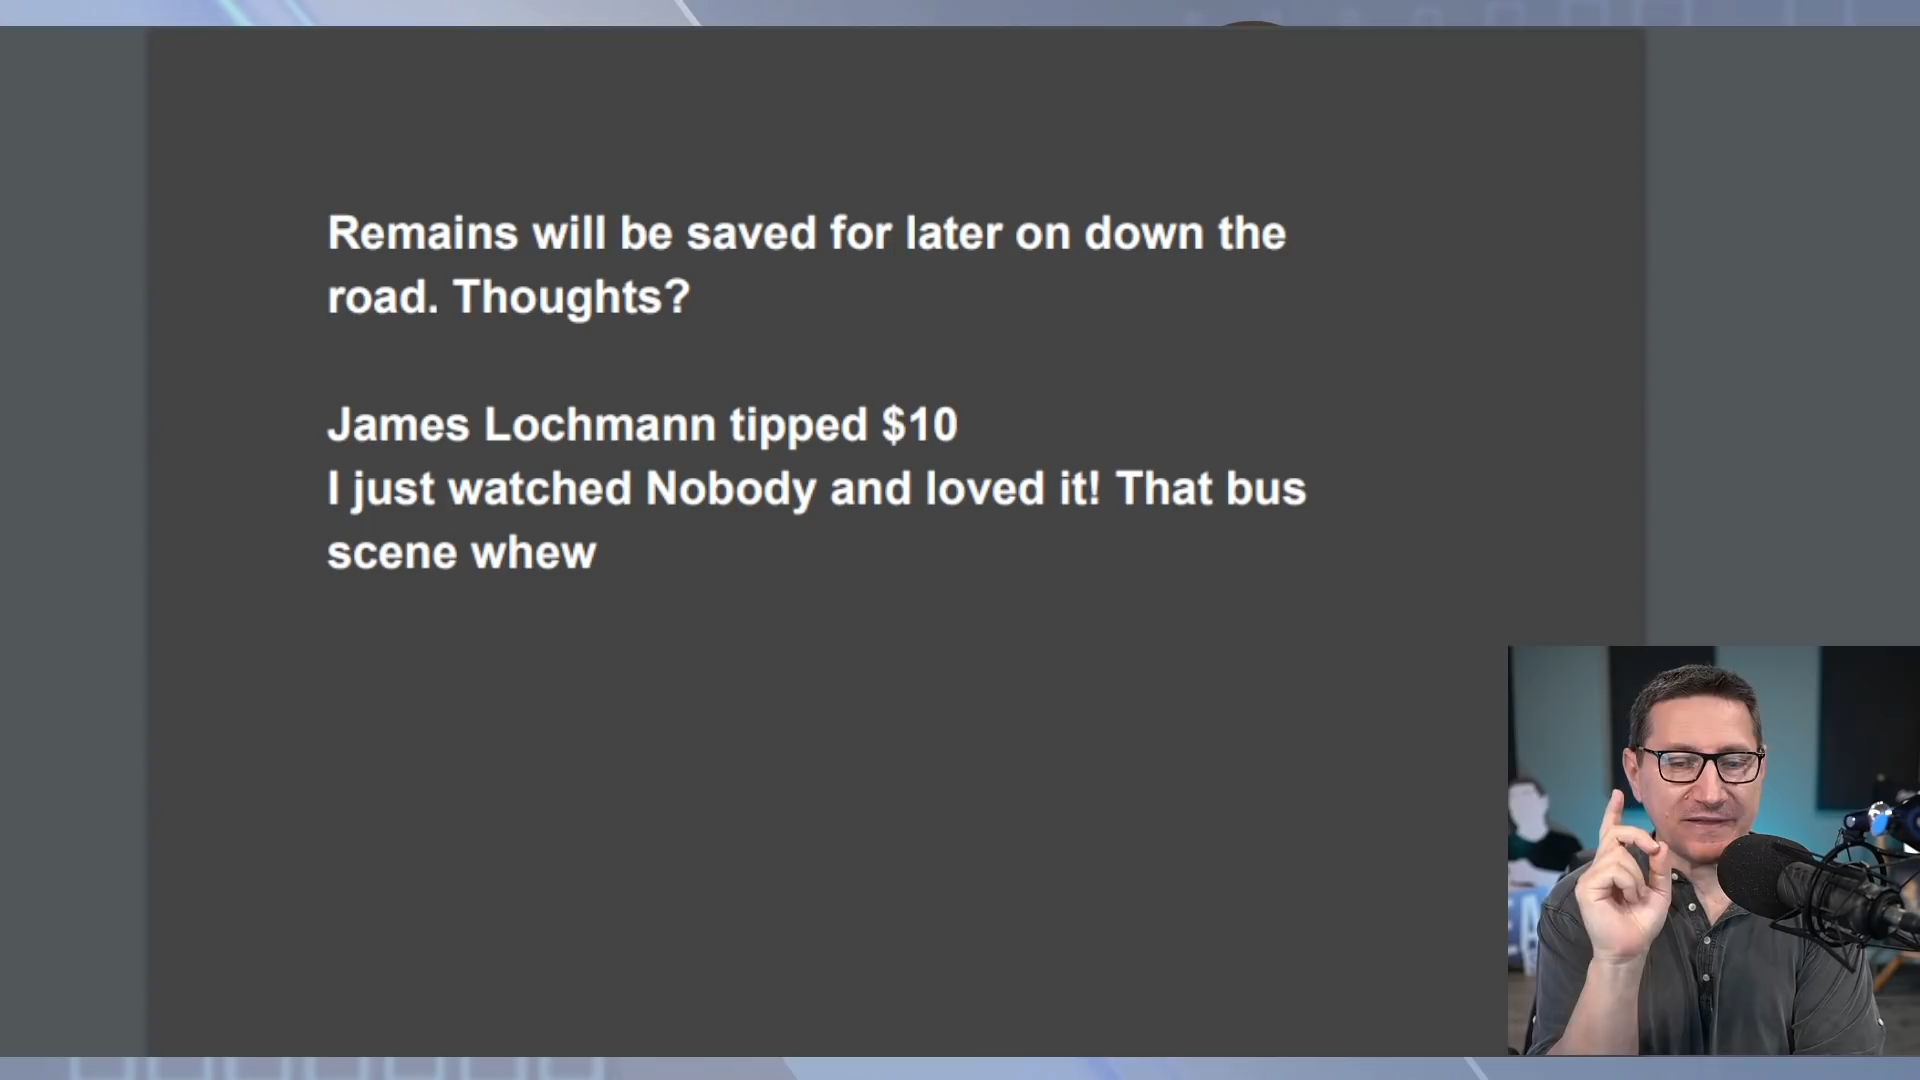 Remains will be saved for later on down the
road. Thoughts?
James Lochmann tipped $10
I just watched Nobody and loved it! That bus
scene whew